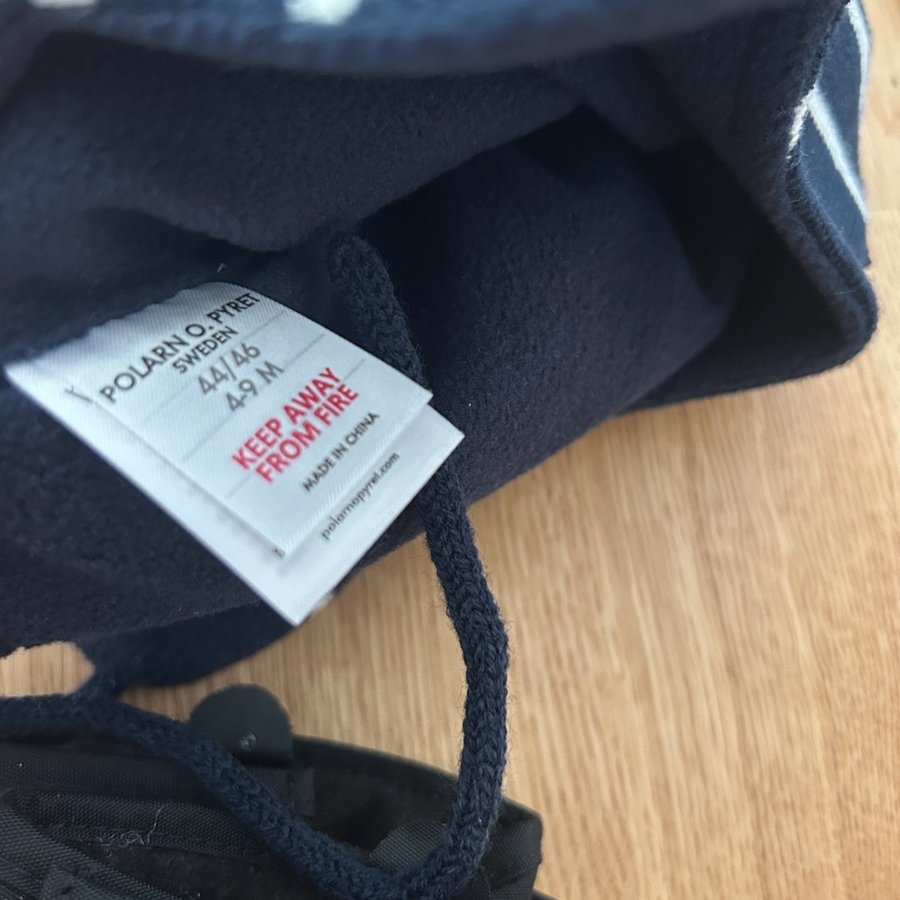 POLARN O. PYRET
SWEDEN
44/46
4-9 M
KEEP AWAY
FROM FIRE
MADE IN CHINA
polarnopyret.com